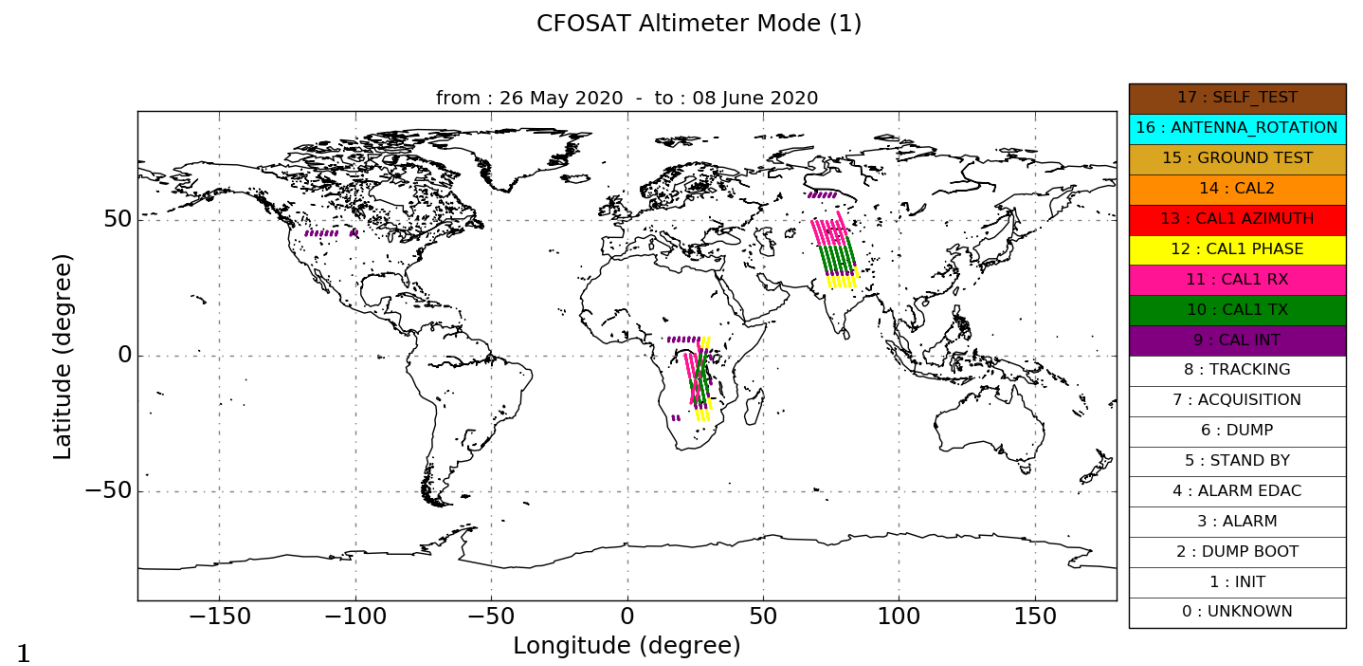 CFOSAT Altimeter Mode (1)
from : 26 May 2020 - to : 08 June 2020
17 : SELF_TEST
16 : ANTENNA_ROTATION
15 : GROUND TEST
14 : CAL2
13 : CAL1 AZIMUTH
12 : CAL1 PHASE
11 : CAL1 RX
10 : CAL1 TX
9 : CAL INT
8 : TRACKING
7 : ACQUISITION
6 : DUMP
5 : STAND BY
4 : ALARM EDAC
3 : ALARM
2 : DUMP BOOT
1 : INIT
0 : UNKNOWN
Latitude (degree)
50
0
−50
−150 −100 −50 0 50 100 150
Longitude (degree)
1